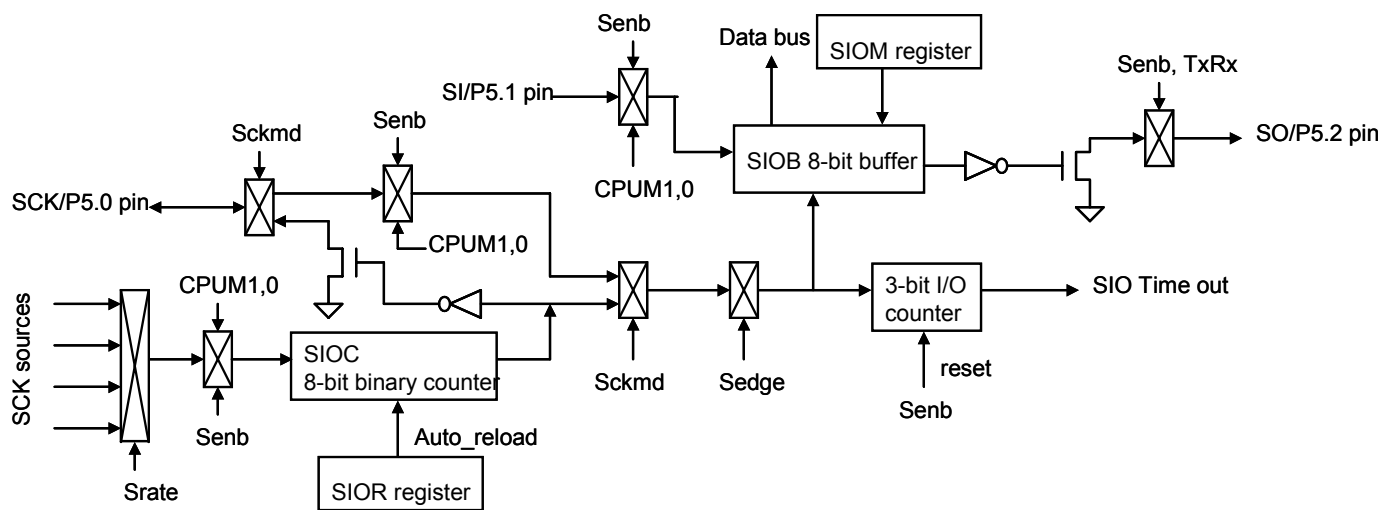 Senb
Data bus
SIOM register
Senb, TxRx
SI/P5.1 pin
Sckmd
Senb
SIOB 8-bit buffer
SO/P5.2 pin
CPUM1,0
SCK/P5.0 pin
CPUM1,0
CPUM1,0
3-bit I/O
counter
SIO Time out
SCK sources
SIOC
8-bit binary counter
Sckmd
Sedge
reset
Senb
Senb
Auto_reload
Srate
SIOR register